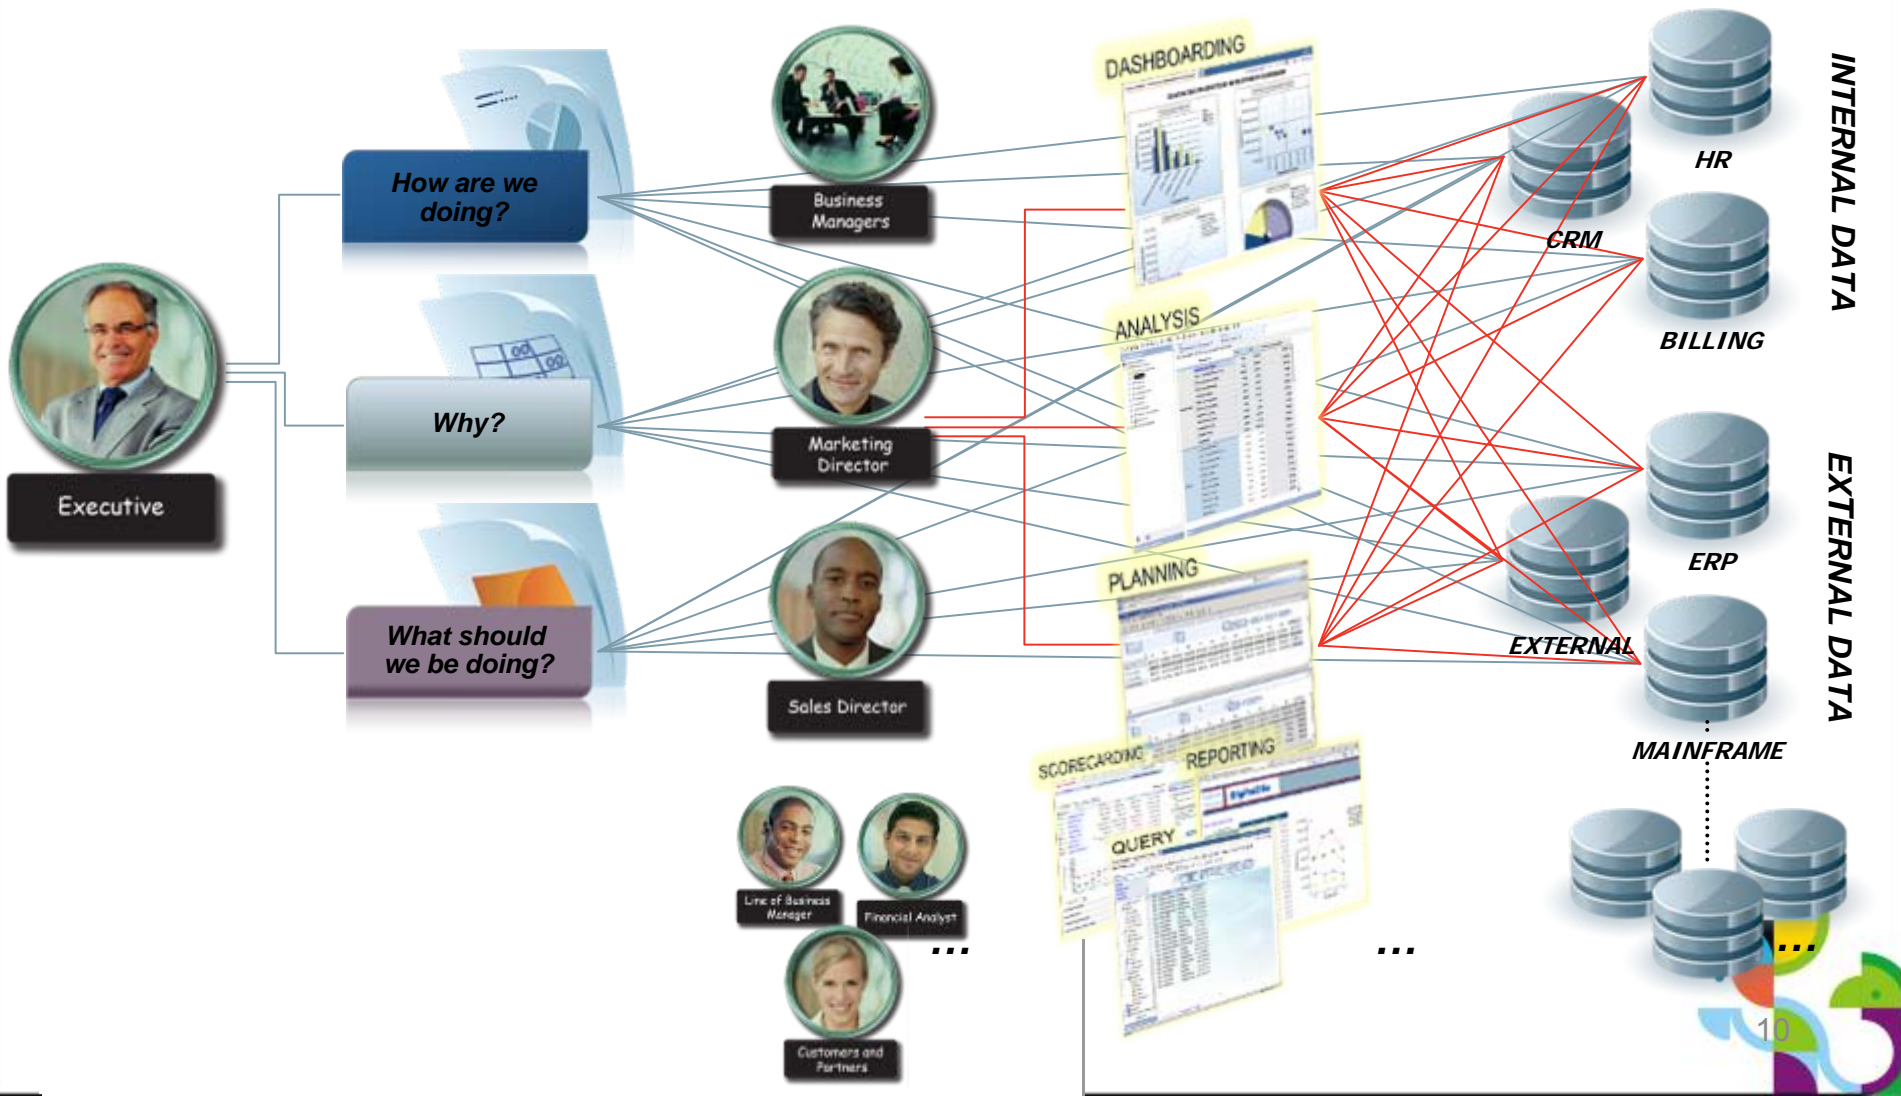 How are we
doing?
Why?
What should
we be doing?
Executive
Business
Managers
Marketing
Director
Sales Director
Line of Business
Manager
Financial Analyst
Customers and
Partners
...
DASHBOARDING
ANALYSIS
PLANNING
SCORECARDING
REPORTING
QUERY
...
HR
CRM
BILLING
ERP
EXTERNAL
MAINFRAME
...
INTERNAL DATA
EXTERNAL DATA
10